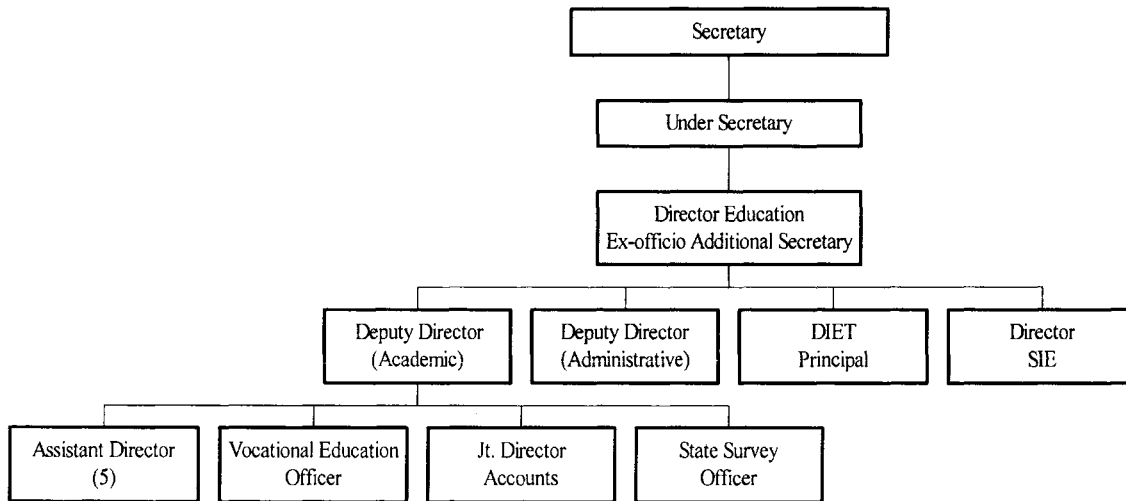 Secretary
Under Secretary
Director Education
Ex-officio Additional Secretary
Deputy Director
(Academic)
Deputy Director
(Administrative)
DIET
Principal
Director
SIE
Assistant Director
(5)
Vocational Education
Officer
Jt. Director
Accounts
State Survey
Officer